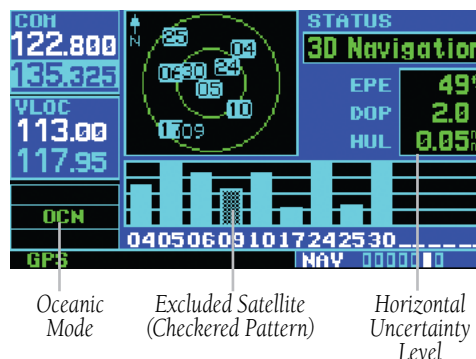 COM
122.800
135.325
VLOC
113.00
117.95
OCN
GPS
N
25
04
06
30
24
05
10
17
09
STATUS
3D Navigation
EPE 49
DOP 2.0
HUL 0.05
040506091017242530
NAV
Oceanic
Mode
Excluded Satellite
(Checkered Pattern)
Horizontal
Uncertainty
Level